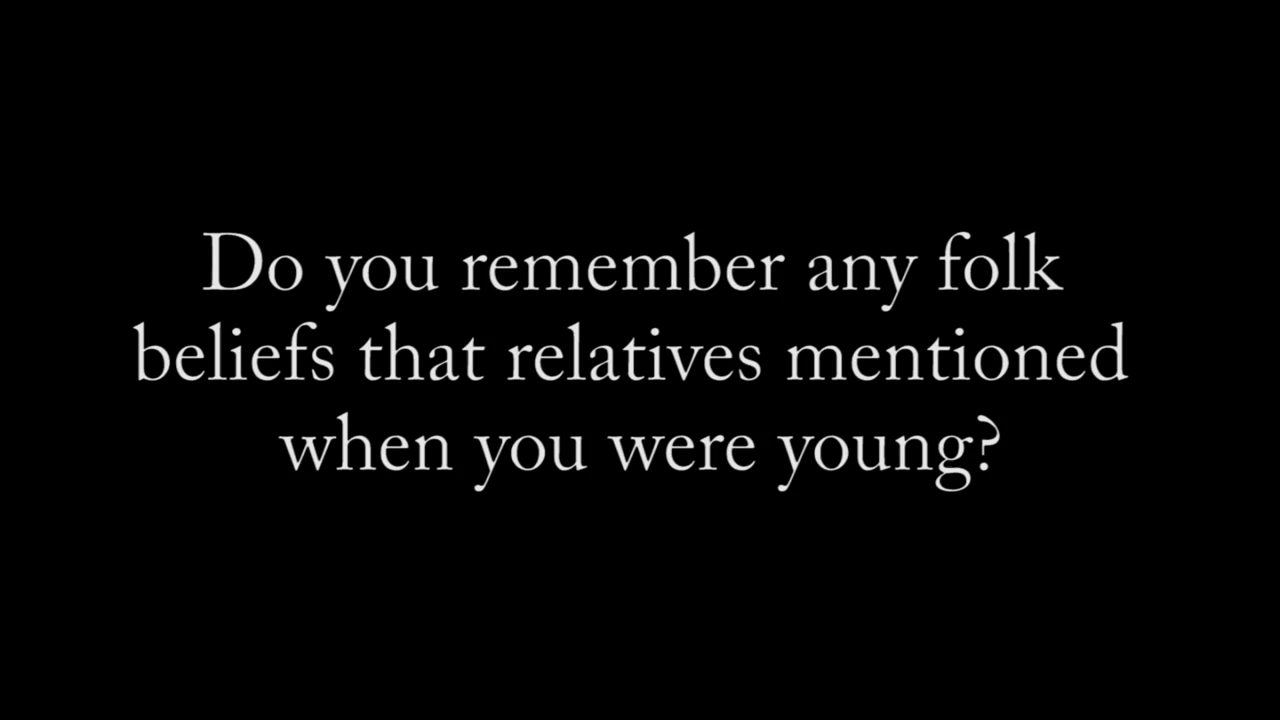 Do you remember any folk
beliefs that relatives mentioned
when you were young?